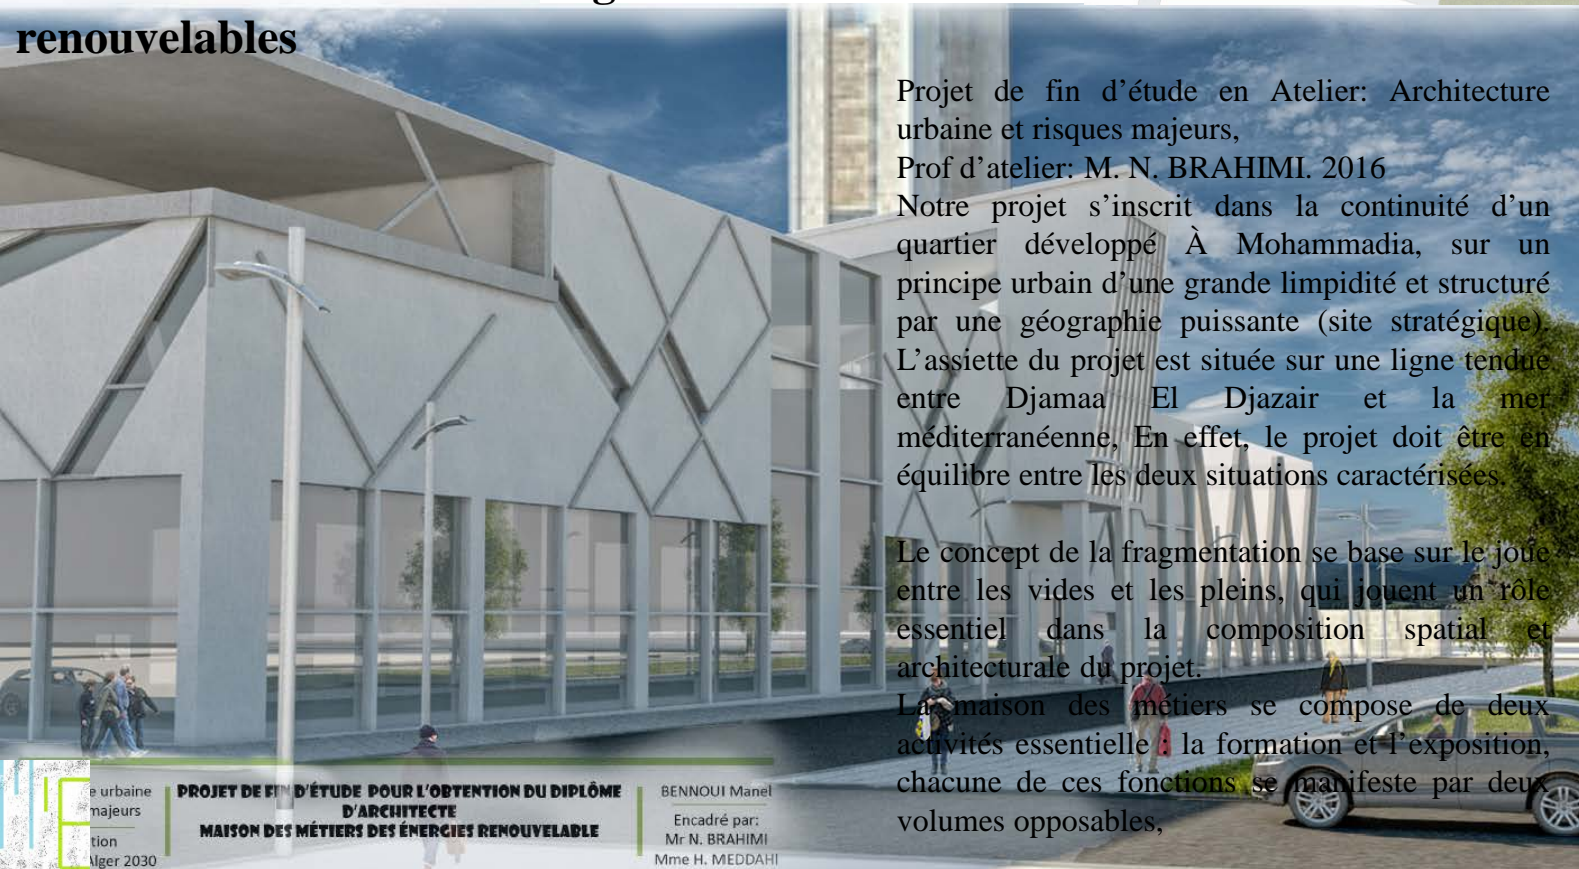 renouvelables
Projet de fin d’étude en Atelier: Architecture
urbaine et risques majeurs,
Prof d’atelier: M. N. BRAHIMI. 2016
Notre projet s’inscrit dans la continuité d’un
quartier développé À Mohammadia, sur un
principe urbain d’une grande limpidité et structuré
par une géographie puissante (site stratégique).
L’assiette du projet est située sur une ligne tendue
entre Djamaa El Djazair et la mer
méditerranéenne, En effet, le projet doit être en
équilibre entre les deux situations caractérisées.
Le concept de la fragmentation se base sur le joue
entre les vides et les pleins, qui jouent un rôle
essentiel dans la composition spatial et
architecturale du projet.
La maison des métiers se compose de deux
activités essentielle : la formation et l’exposition,
chacune de ces fonctions se manifeste par deux
volumes opposables,
e urbaine
majeurs
tion
Alger 2030
PROJET DE FIN D’ÉTUDE POUR L’OBTENTION DU DIPLÔME
D’ARCHITECTE
MAISON DES MÉTIERS DES ÉNERGIES RENOUVELABLE
BENNOUI Manel
Encadré par:
Mr N. BRAHIMI
Mme H. MEDDAHI